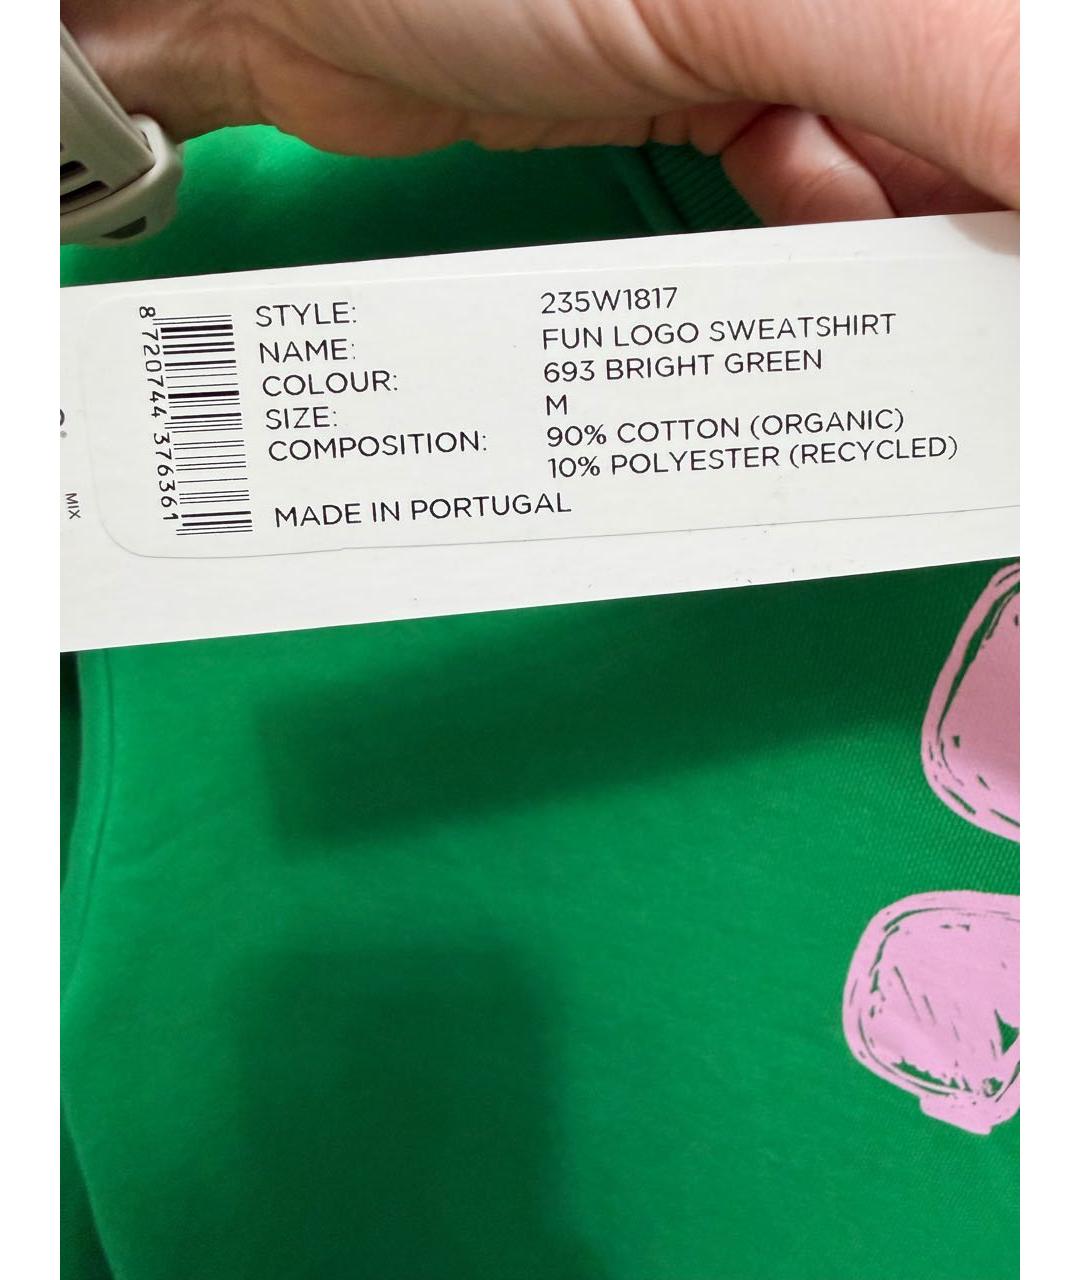 STYLE: 235W1817
NAME: FUN LOGO SWEATSHIRT
COLOUR: 693 BRIGHT GREEN
SIZE: M
COMPOSITION: 90% COTTON (ORGANIC)
10% POLYESTER (RECYCLED)
MADE IN PORTUGAL
8 720744 376361
MIX